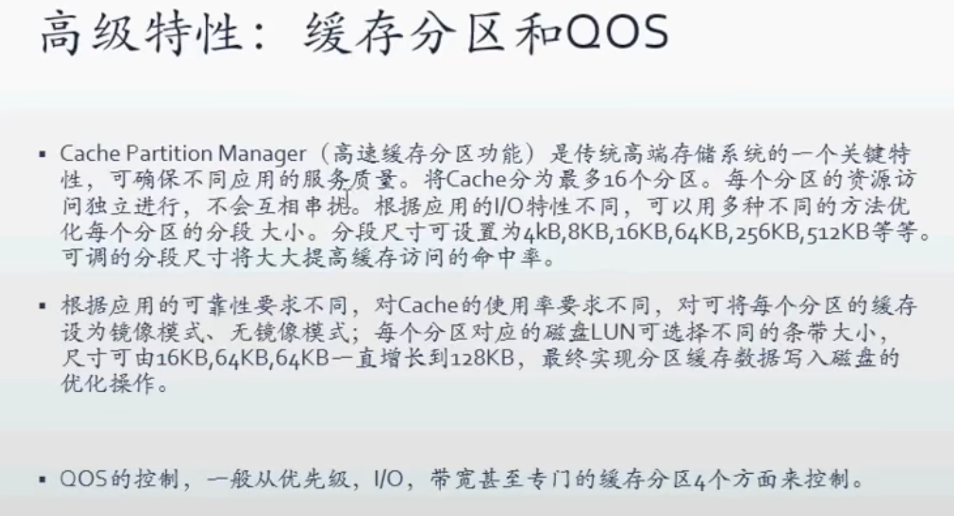 高级特性：缓存分区和QOS
▪ Cache Partition Manager（高速缓存分区功能）是传统高端存储系统的一个关键特
性，可确保不同应用的服务质量。将Cache分为最多16个分区。每个分区的资源访
问独立进行，不会互相串扰。根据应用的I/O特性不同，可以用多种不同的方法优
化每个分区的分段 大小。分段尺寸可设置为4kB,8KB,16KB,64KB,256KB,512KB等等。
可调的分段尺寸将大大提高缓存访问的命中率。
▪ 根据应用的可靠性要求不同，对Cache的使用率要求不同，对可将每个分区的缓存
设为镜像模式、无镜像模式；每个分区对应的磁盘LUN可选择不同的条带大小，
尺寸可由16KB,64KB,64KB一直增长到128KB，最终实现分区缓存数据写入磁盘的
优化操作。
▪ QOS的控制，一般从优先级，I/O，带宽甚至专门的缓存分区4个方面来控制。